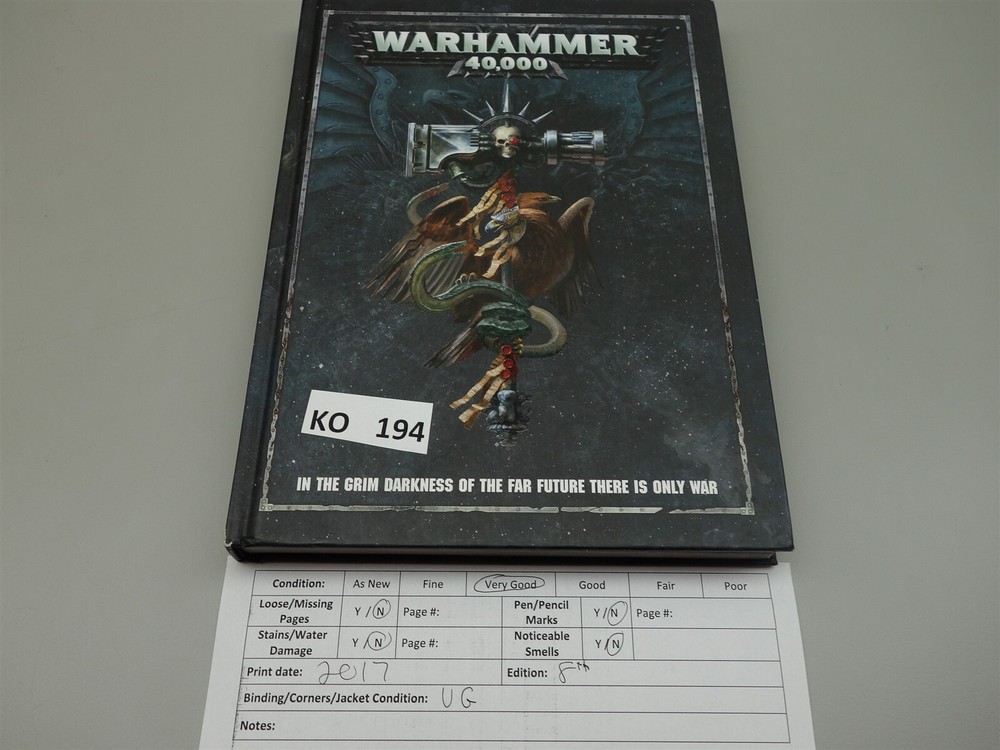 WARHAMMER
40,000
KO 194
IN THE GRIM DARKNESS OF THE FAR FUTURE THERE IS ONLY WAR
Condition: As New Fine Very Good Good Fair Poor
Loose/Missing Pages Y / N Page #: Pen/Pencil Marks Y / N Page #:
Stains/Water Damage Y / N Page #: Noticeable Smells Y / N
Print date: 2017 Edition: 8th
Binding/Corners/Jacket Condition: VG
Notes: